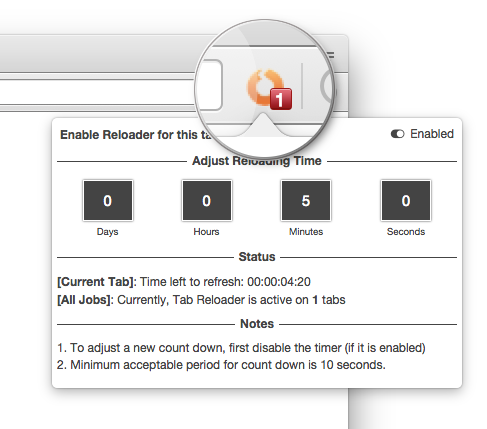 1
Enable Reloader for this
Enabled
Adjust Reloading Time
0 0 5 0
Days Hours Minutes Seconds
Status
[Current Tab]: Time left to refresh: 00:00:04:20
[All Jobs]: Currently, Tab Reloader is active on 1 tabs
Notes
1. To adjust a new count down, first disable the timer (if it is enabled)
2. Minimum acceptable period for count down is 10 seconds.